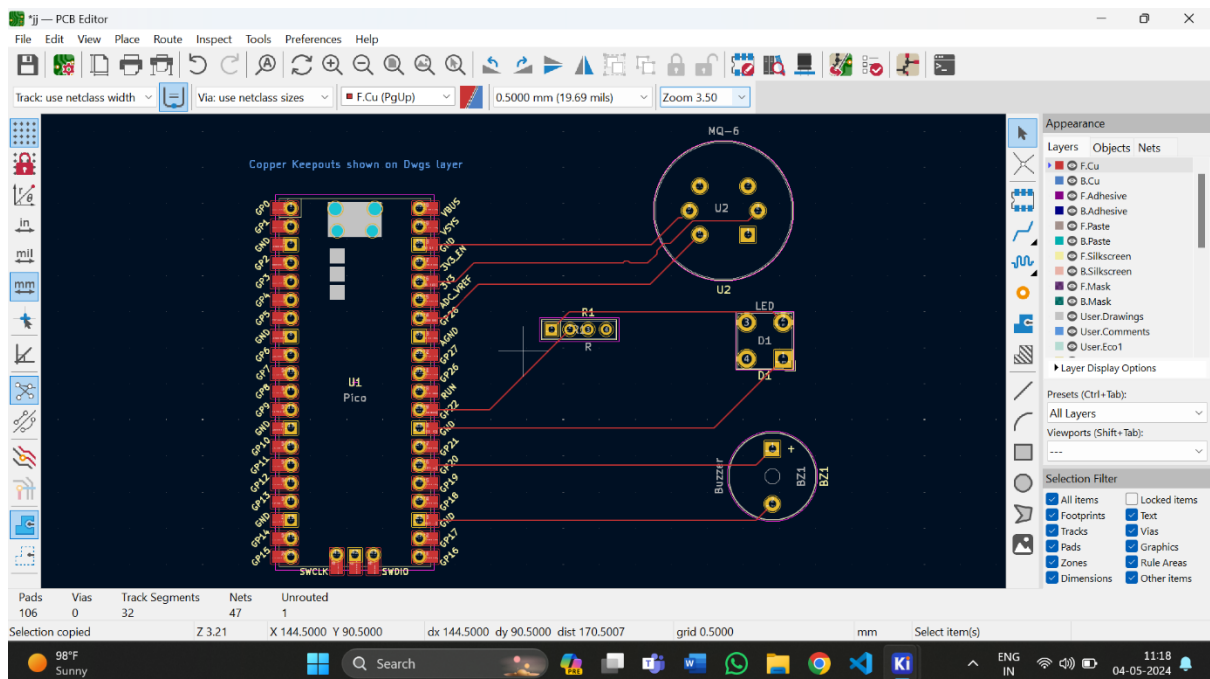 *jj — PCB Editor
File Edit View Place Route Inspect Tools Preferences Help
Track: use netclass width Via: use netclass sizes F.Cu (PgUp) 0.5000 mm (19.69 mils) Zoom 3.50
in
mil
mm
Copper Keepouts shown on Dwgs layer
GP0
GP1
GND
GP2
GP3
GP4
GP5
GND
GP6
GP7
GP8
GP9
GND
GP10
GP11
GP12
GP13
GND
GP14
GP15
U1
Pico
SWCLK SWDIO
VBUS
VSYS
GND
3V3_EN
3V3
ADC_VREF
GP28
AGND
GP27
GP26
RUN
GP22
GND
GP21
GP20
GP19
GP18
GND
GP17
GP16
MQ-6
U2
U2
R1
R
LED
3
D1
4
D1
Buzzer
+
BZ1
BZ1
Appearance
Layers Objects Nets
F.Cu
B.Cu
F.Adhesive
B.Adhesive
F.Paste
B.Paste
F.Silkscreen
B.Silkscreen
F.Mask
B.Mask
User.Drawings
User.Comments
User.Eco1
Layer Display Options
Presets (Ctrl+Tab):
All Layers
Viewports (Shift+Tab):
---
Selection Filter
All items Locked items
Footprints Text
Tracks Vias
Pads Graphics
Zones Rule Areas
Dimensions Other items
Pads Vias Track Segments Nets Unrouted
106 0 32 47 1
Selection copied Z 3.21 X 144.5000 Y 90.5000 dx 144.5000 dy 90.5000 dist 170.5007 grid 0.5000 mm Select item(s)
98°F
Sunny
Search
PRE
Ki
ENG
IN
11:18
04-05-2024